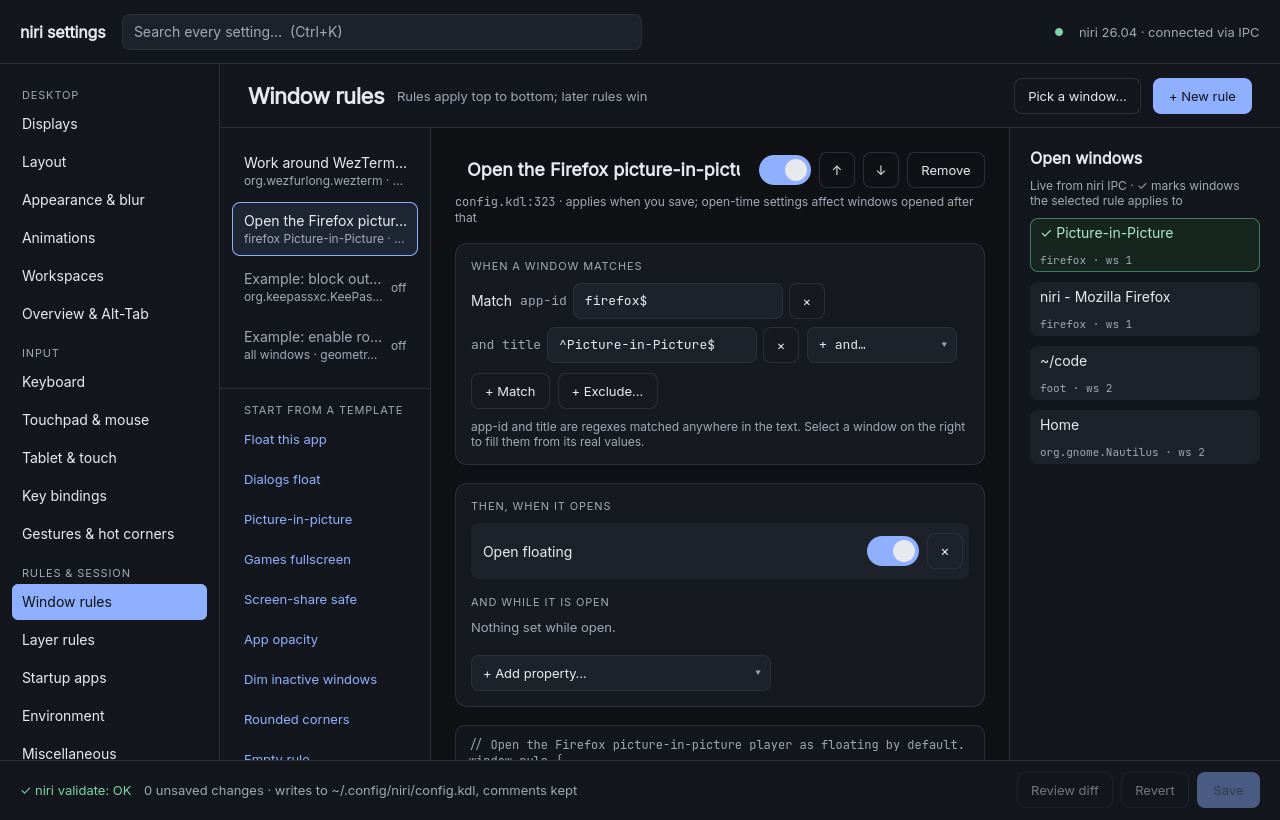 niri settings
Search every setting... (Ctrl+K)
niri 26.04 · connected via IPC
DESKTOP
Displays
Layout
Appearance & blur
Animations
Workspaces
Overview & Alt-Tab
INPUT
Keyboard
Touchpad & mouse
Tablet & touch
Key bindings
Gestures & hot corners
RULES & SESSION
Window rules
Layer rules
Startup apps
Environment
Miscellaneous
Window rules
Rules apply top to bottom; later rules win
Pick a window...
+ New rule
Work around WezTerm...
org.wezfurlong.wezterm · ...
Open the Firefox pictur...
firefox Picture-in-Picture · ...
Example: block out...
org.keepassxc.KeePas...
off
Example: enable ro...
all windows · geometr...
off
START FROM A TEMPLATE
Float this app
Dialogs float
Picture-in-picture
Games fullscreen
Screen-share safe
App opacity
Dim inactive windows
Rounded corners
Empty rule
Open the Firefox picture-in-pictu
↑
↓
Remove
config.kdl:323 · applies when you save; open-time settings affect windows opened after
that
WHEN A WINDOW MATCHES
Match app-id firefox$ ×
and title ^Picture-in-Picture$ × + and… ▾
+ Match
+ Exclude...
app-id and title are regexes matched anywhere in the text. Select a window on the right
to fill them from its real values.
THEN, WHEN IT OPENS
Open floating
×
AND WHILE IT IS OPEN
Nothing set while open.
+ Add property... ▾
// Open the Firefox picture-in-picture player as floating by default.
window-rule {
Open windows
Live from niri IPC · ✓ marks windows
the selected rule applies to
✓ Picture-in-Picture
firefox · ws 1
niri - Mozilla Firefox
firefox · ws 1
~/code
foot · ws 2
Home
org.gnome.Nautilus · ws 2
✓ niri validate: OK
0 unsaved changes · writes to ~/.config/niri/config.kdl, comments kept
Review diff
Revert
Save